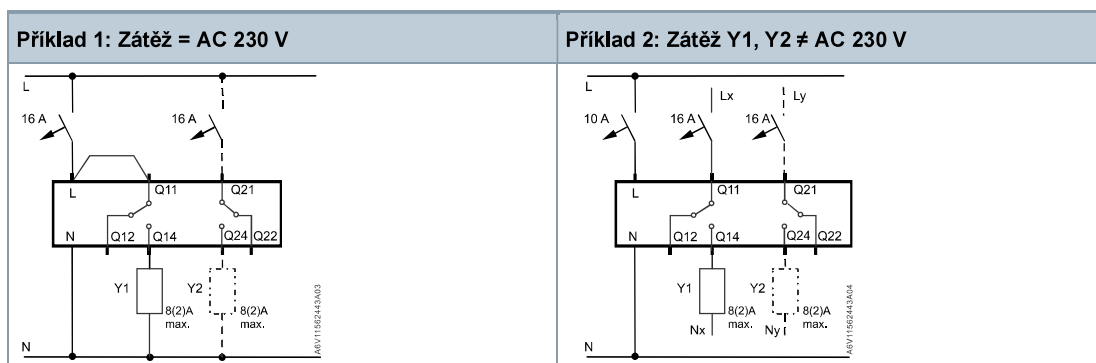 Příklad 1: Zátěž = AC 230 V
L
16 A
16 A
L
Q11
Q21
N
Q12
Q14
Q24
Q22
Y1
8(2)A
max.
Y2
8(2)A
max.
N
A6V11562443A03
Příklad 2: Zátěž Y1, Y2 ≠ AC 230 V
L
Lx
Ly
10 A
16 A
16 A
L
Q11
Q21
N
Q12
Q14
Q24
Q22
Y1
8(2)A
max.
Y2
8(2)A
max.
Nx
Ny
N
A6V11562443A04